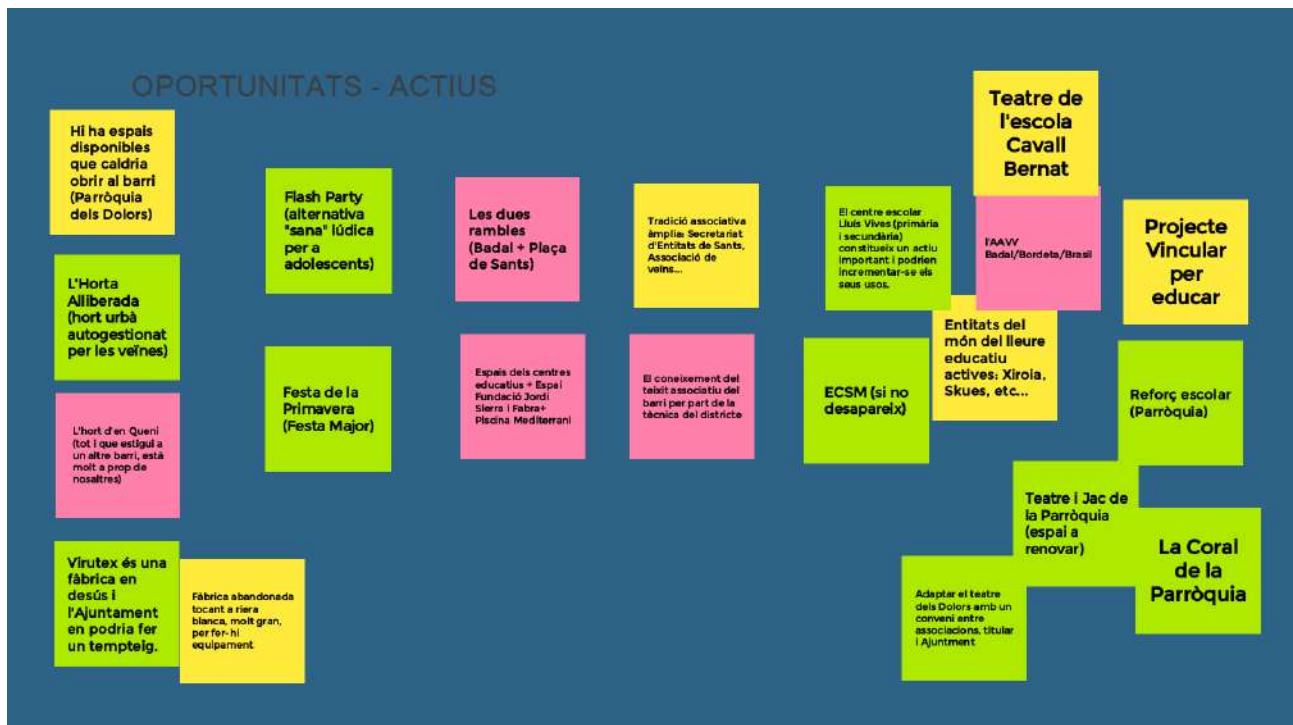 OPORTUNITATS - ACTIUS
Hi ha espais
disponibles
que caldria
obrir al barri
(Parròquia
dels Dolors)
L'Horta
Alliberada
(hort urbà
autogestionat
per les veïnes)
L'hort d'en Queni
(tot i que estigui a
un altre barri, està
molt a prop de
nosaltres)
Virutex és una
fàbrica en
desús i
l'Ajuntament
en podria fer
un tempteig.
Fàbrica abandonada
tocant a riera
blanca, molt gran,
per fer-hi
equipament
Flash Party
(alternativa
"sana" lúdica
per a
adolescents)
Festa de la
Primavera
(Festa Major)
Les dues
rambles
(Badal + Plaça
de Sants)
Espais dels centres
educatius + Espai
Fundació Jordi
Sierra i Fabra+
Piscina Mediterrani
Tradició associativa
àmplia: Secretariat
d'Entitats de Sants,
Associació de
veïns...
El coneixement del
teixit associatiu del
barri per part de la
tècnica del districte
El centre escolar
Lluís Vives (primària
i secundària)
constitueix un actiu
important i podrien
incrementar-se els
seus usos.
ECSM (si no
desapareix)
Teatre de
l'escola
Cavall
Bernat
l'AAVV
Badal/Bordeta/Brasil
Entitats del
món del lleure
educatiu
actives: Xirola,
Skues, etc...
Projecte
Vincular
per
educar
Reforç escolar
(Parròquia)
Teatre i Jac de
la Parròquia
(espai a
renovar)
La Coral
de la
Parròquia
Adaptar el teatre
dels Dolors amb un
conveni entre
associacions, titular
i Ajuntment